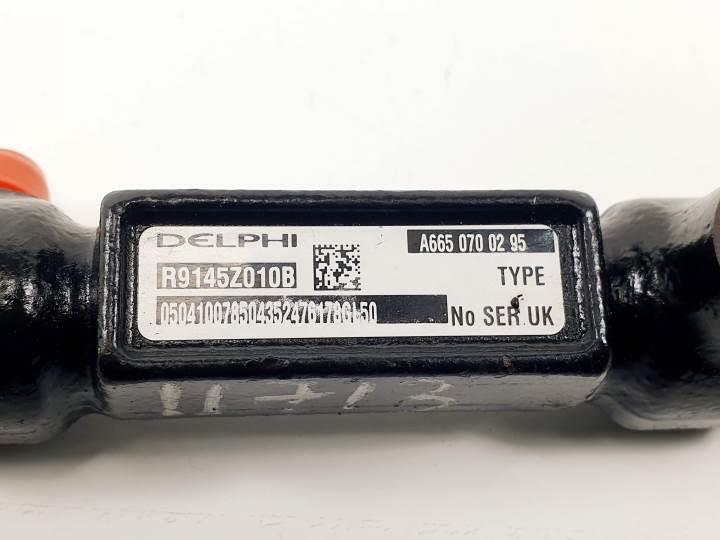 DELPHI
A665 070 02 95
R9145Z010B
TYPE
No SER UK